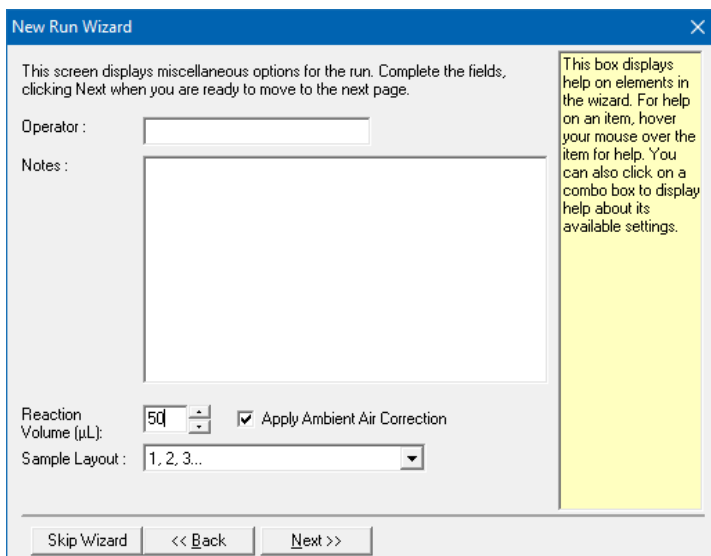 New Run Wizard
This screen displays miscellaneous options for the run. Complete the fields,
clicking Next when you are ready to move to the next page.
Operator :
Notes :
Reaction
Volume (µL):
50
Apply Ambient Air Correction
Sample Layout :
1, 2, 3...
Skip Wizard
<< Back
Next >>
This box displays
help on elements in
the wizard. For help
on an item, hover
your mouse over the
item for help. You
can also click on a
combo box to display
help about its
available settings.